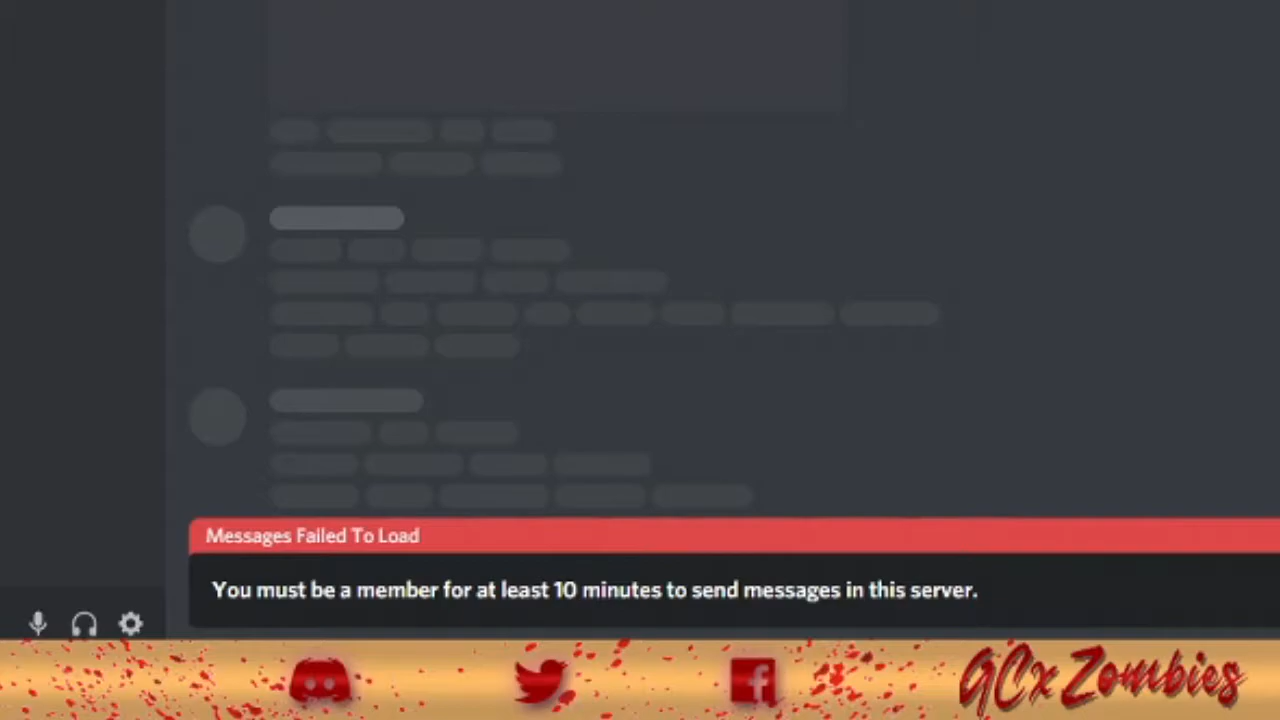 Messages Failed To Load
You must be a member for at least 10 minutes to send messages in this server.
GCx Zombies